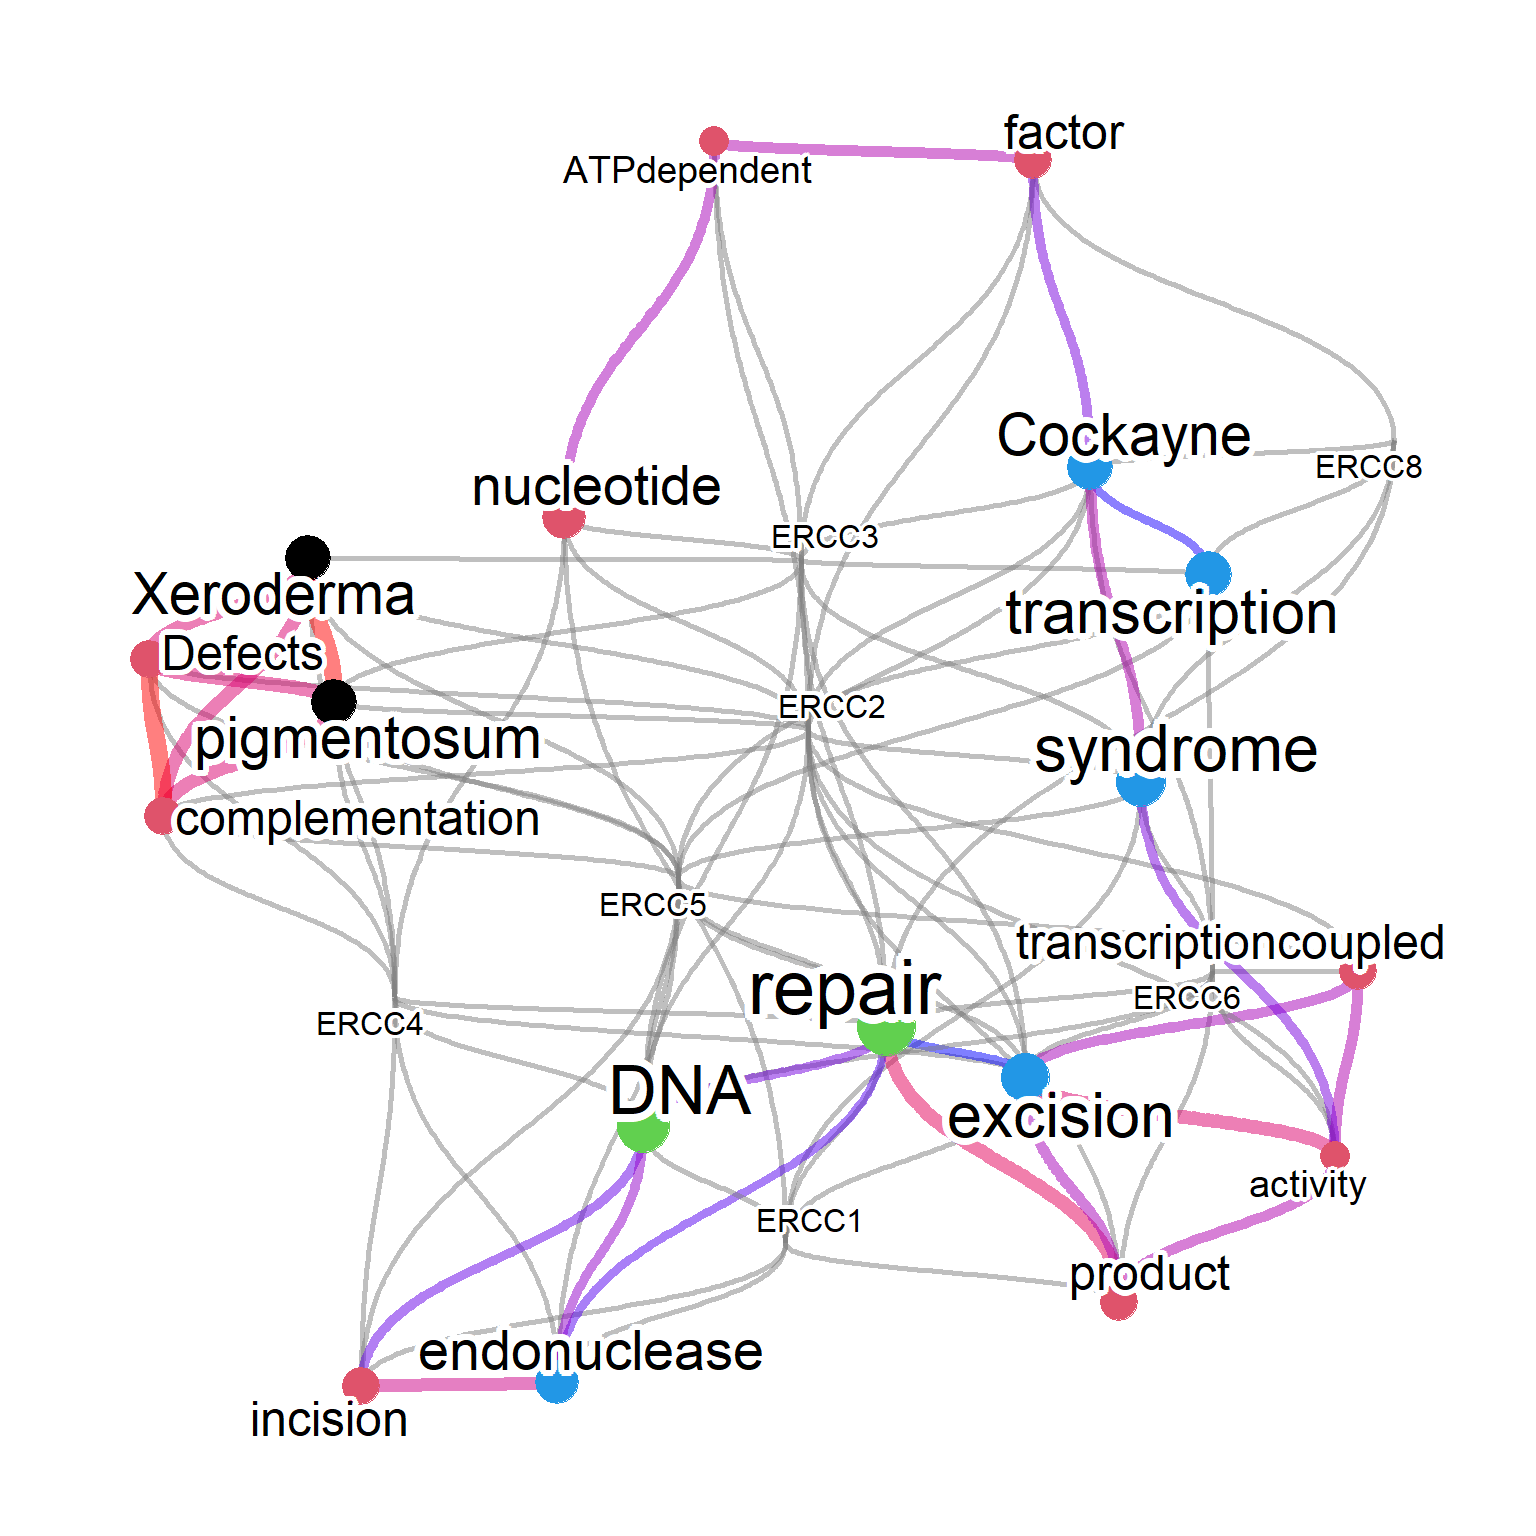 factor
ATPdependent
Cockayne
ERCC8
nucleotide
ERCC3
Xeroderma
transcription
Defects
ERCC2
pigmentosum
syndrome
complementation
ERCC5
transcriptioncoupled
repair
ERCC6
ERCC4
DNA
excision
activity
ERCC1
product
endonuclease
incision